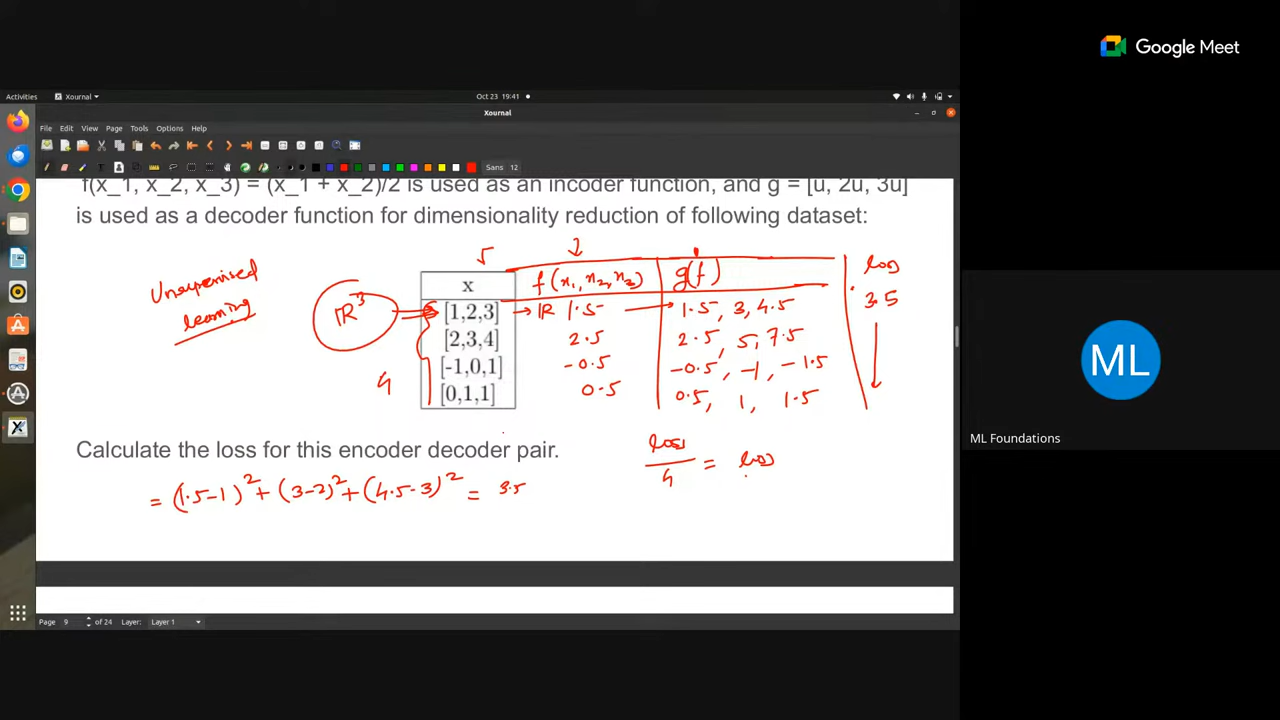 Google Meet
Activities Xournal Oct 23 19:41
Xournal
File Edit View Page Tools Options Help
Sans 12
f(x_1, x_2, x_3) = (x_1 + x_2)/2 is used as an incoder function, and g = [u, 2u, 3u]
is used as a decoder function for dimensionality reduction of following dataset:
Unsupervised
learning
ℝ³
x f(x₁, x₂, x₃) g(f) loss
[1,2,3] → ℝ 1.5 → 1.5, 3, 4.5 3.5
[2,3,4] 2.5 2.5, 5, 7.5
[-1,0,1] -0.5 -0.5, -1, -1.5
[0,1,1] 0.5 0.5, 1, 1.5
4
Calculate the loss for this encoder decoder pair.
loss/4 = loss
= (1.5-1)² + (3-2)² + (4.5-3)² = 3.5
ML
ML Foundations
Page 9 of 24 Layer: Layer 1